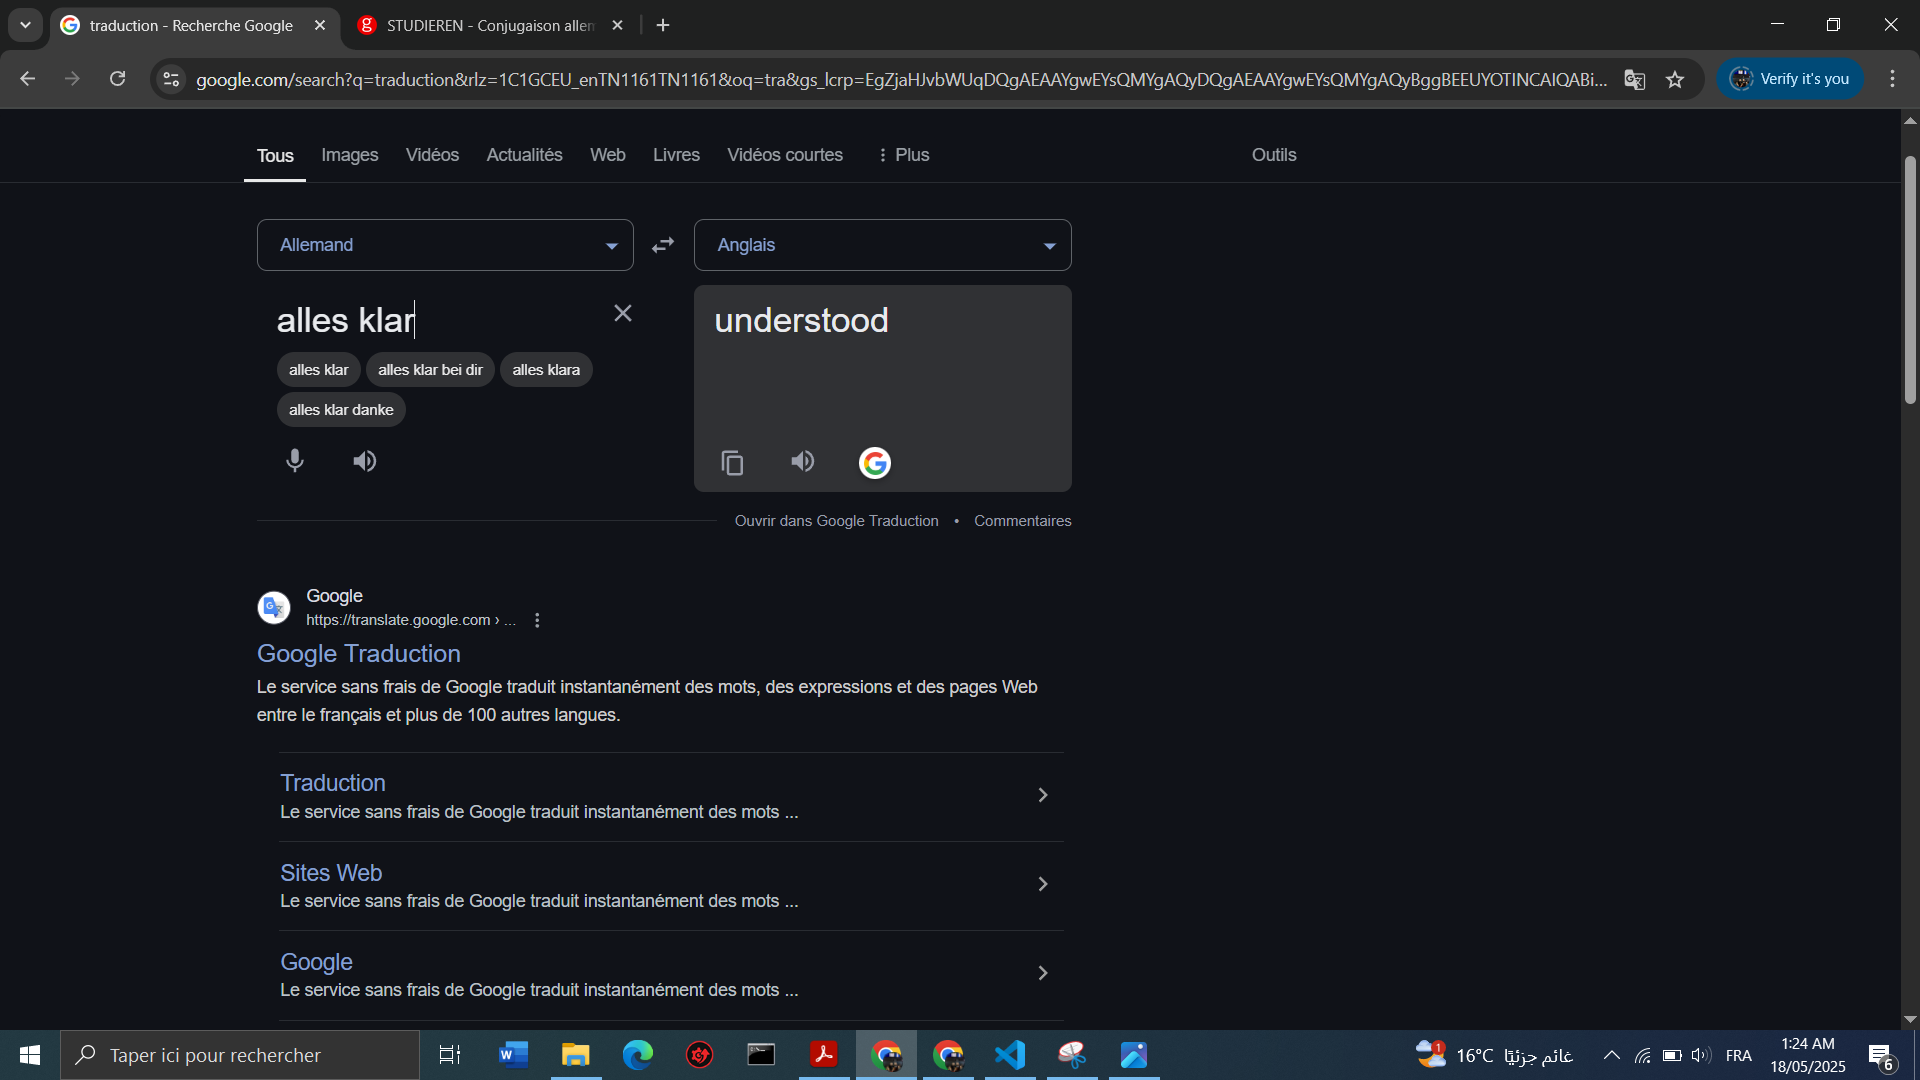 traduction - Recherche Google
STUDIEREN - Conjugaison allem
google.com/search?q=traduction&rlz=1C1GCEU_enTN1161TN1161&oq=tra&gs_lcrp=EgZjaHJvbWUqDQgAEAAYgwEYsQMYgAQyDQgAEAAYgwEYsQMYgAQyBggBEEUYOTINCAIQABi...
Verify it's you
Tous Images Vidéos Actualités Web Livres Vidéos courtes Plus Outils
Allemand
Anglais
alles klar
understood
alles klar alles klar bei dir alles klara
alles klar danke
Ouvrir dans Google Traduction • Commentaires
Google
https://translate.google.com › ...
Google Traduction
Le service sans frais de Google traduit instantanément des mots, des expressions et des pages Web
entre le français et plus de 100 autres langues.
Traduction
Le service sans frais de Google traduit instantanément des mots ...
Sites Web
Le service sans frais de Google traduit instantanément des mots ...
Google
Le service sans frais de Google traduit instantanément des mots ...
Taper ici pour rechercher
1
16°C غائم جزئيًا
FRA
1:24 AM
18/05/2025
6